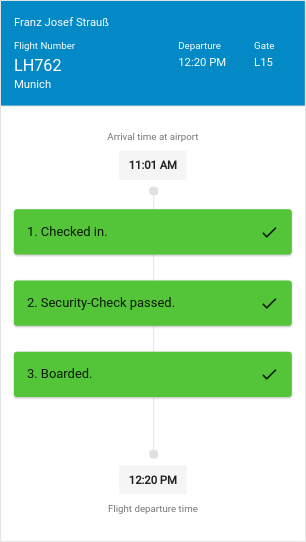 Franz Josef Strauß
Flight Number
Departure
Gate
LH762
12:20 PM
L15
Munich
Arrival time at airport
11:01 AM
1. Checked in.
2. Security-Check passed.
3. Boarded.
12:20 PM
Flight departure time